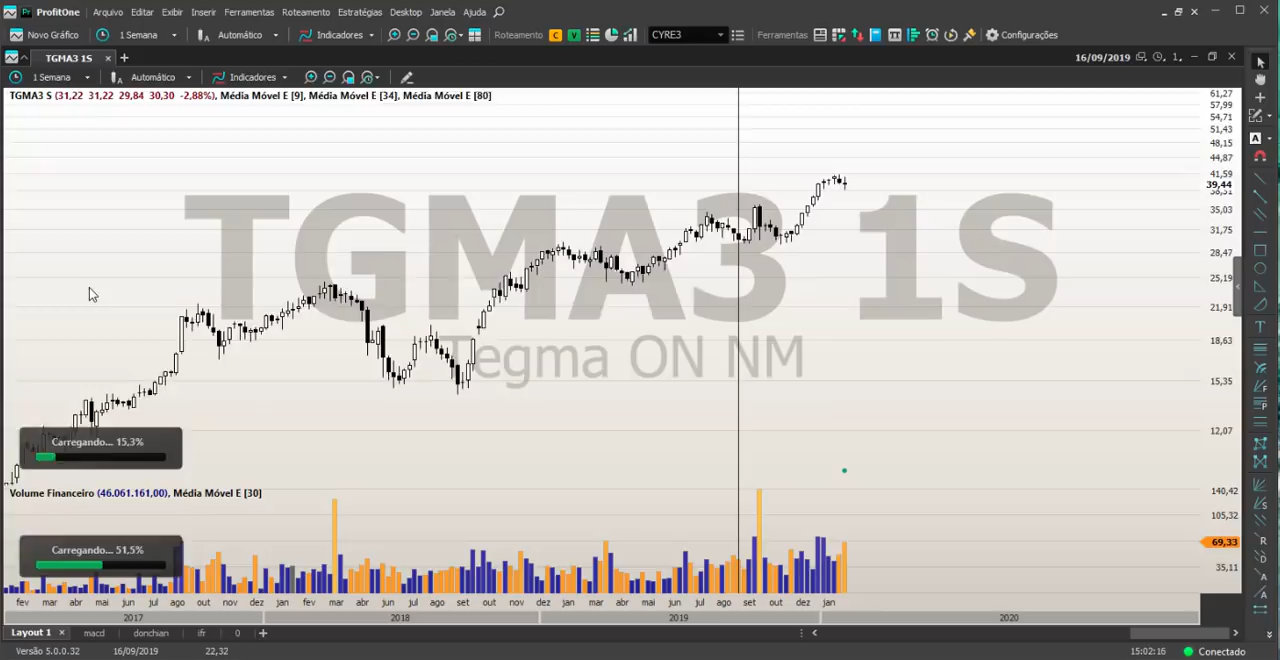 ProfitOne Arquivo Editar Exibir Inserir Ferramentas Roteamento Estratégias Desktop Janela Ajuda
Novo Gráfico 1 Semana Automático Indicadores Roteamento C V CYRE3 Ferramentas Configurações
TGMA3 1S 16/09/2019 1.
1 Semana Automático Indicadores
TGMA3 S (31,22 31,22 29,84 30,30 -2,88%), Média Móvel E [9], Média Móvel E [34], Média Móvel E [80]
TGMA3 1S
Tegma ON NM
61,27
57,99
54,71
51,43
48,15
44,87
41,59
39,44
35,03
31,75
28,47
25,19
21,91
18,63
15,35
12,07
Carregando... 15,3%
Volume Financeiro (46.061.161,00), Média Móvel E [30]
140,42
105,32
69,33
35,11
Carregando... 51,5%
fev mar abr mai jun jul ago out nov dez jan fev mar abr jun jul ago set out nov dez jan mar abr mai jun jul ago set out dez jan
2017 2018 2019 2020
Layout 1 macd donchian ifr 0
Versão 5.0.0.32 16/09/2019 22,32 15:02:16 Conectado